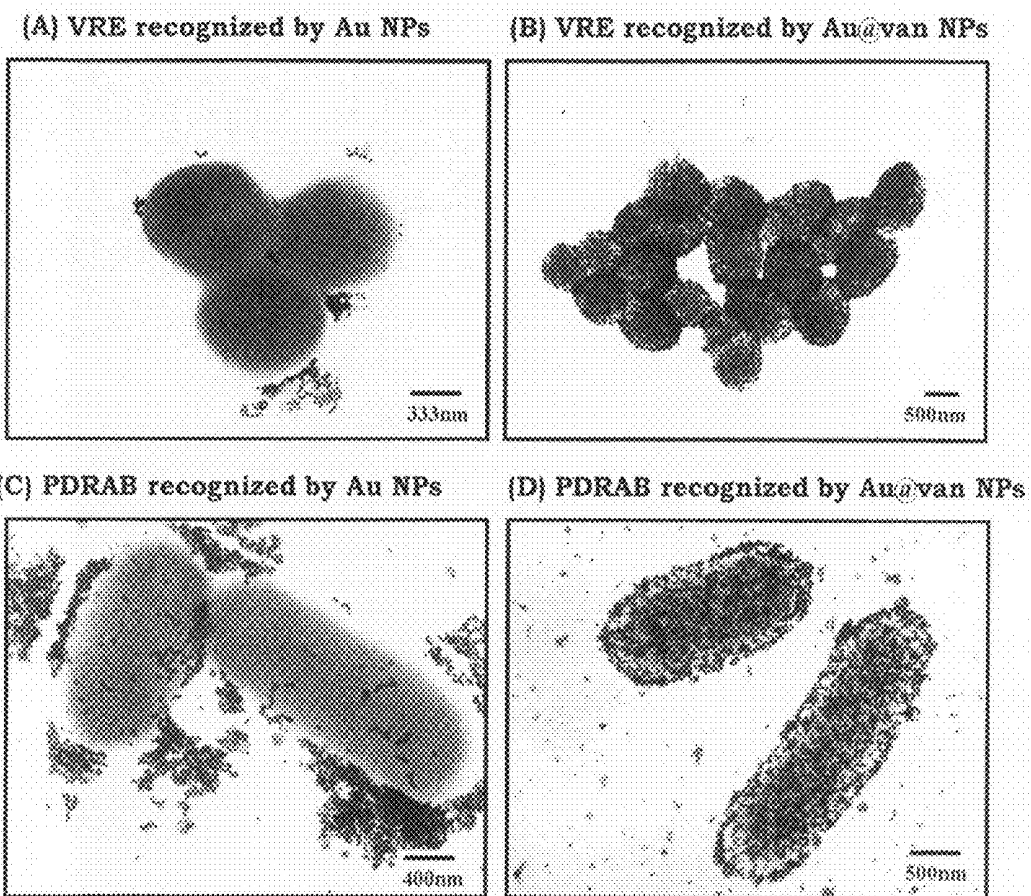 (A) VRE recognized by Au NPs
(B) VRE recognized by Au@van NPs
333nm
500nm
(C) PDRAB recognized by Au NPs
(D) PDRAB recognized by Au@van NPs
400nm
500nm